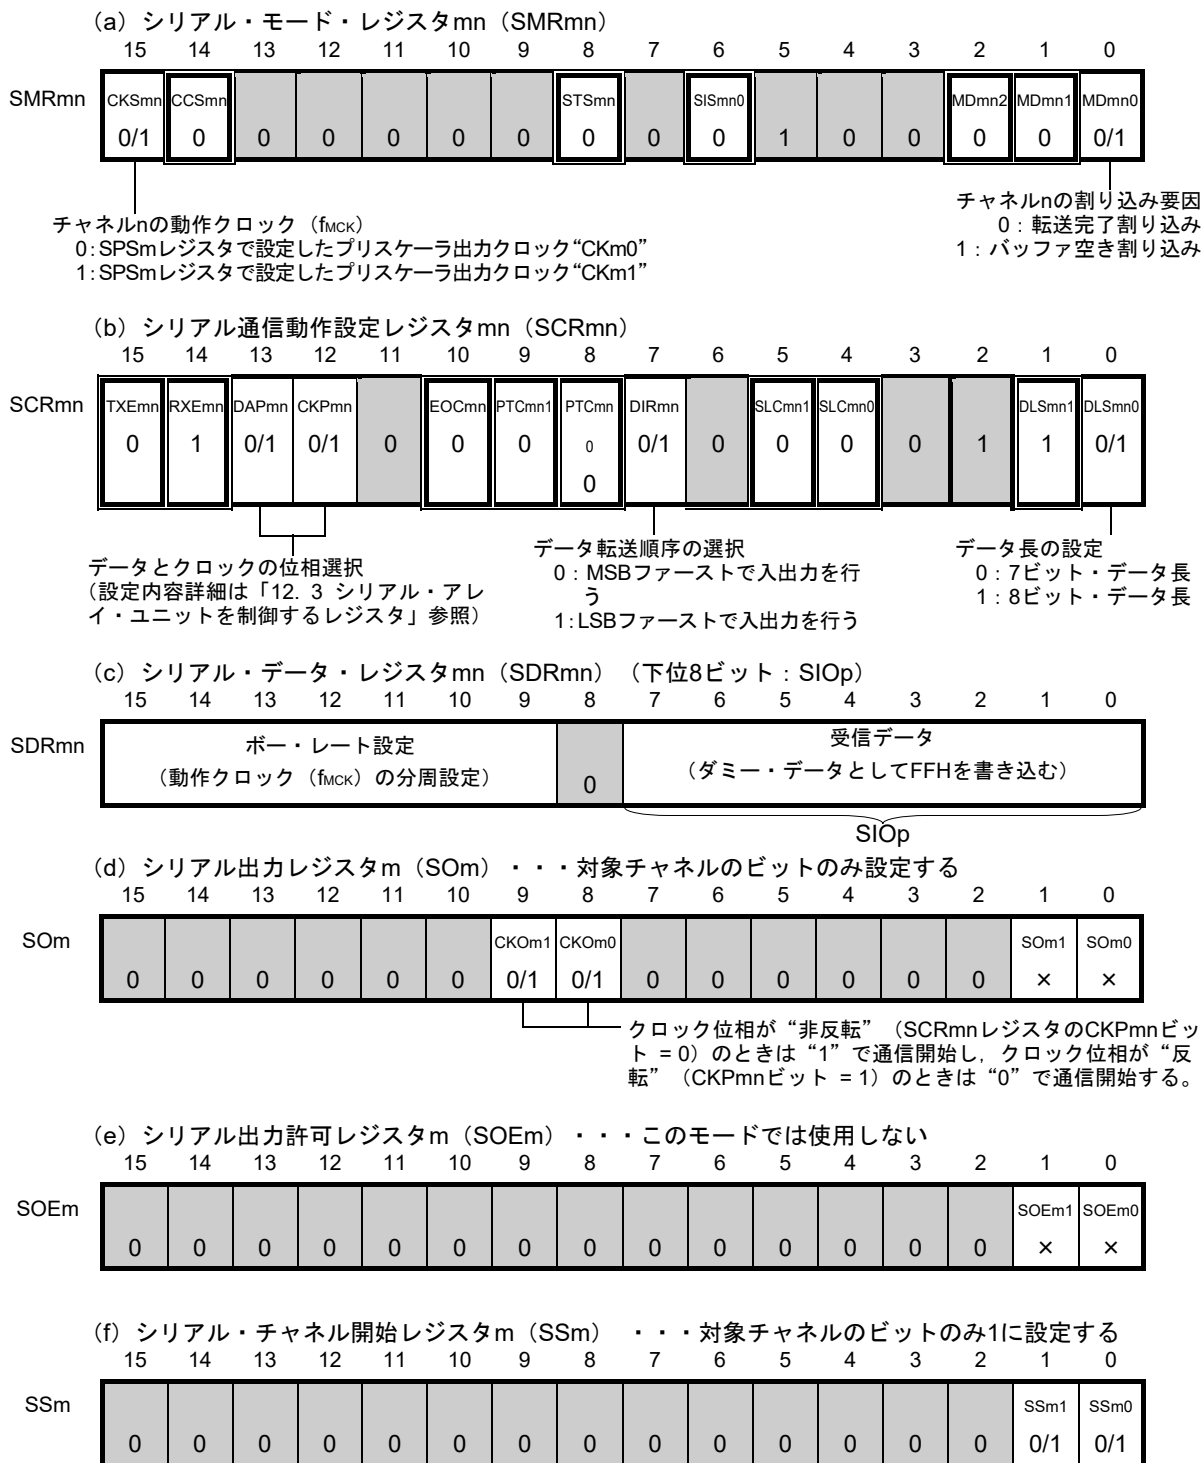 (a) シリアル・モード・レジスタmn（SMRmn）
15 14 13 12 11 10 9 8 7 6 5 4 3 2 1 0
SMRmn CKSmn CCSmn STSmn SISmn0 MDmn2 MDmn1 MDmn0
0/1 0 0 0 0 0 0 0 0 0 1 0 0 0 0 0/1
チャネルnの動作クロック（fMCK）
0：SPSmレジスタで設定したプリスケーラ出力クロック“CKm0”
1：SPSmレジスタで設定したプリスケーラ出力クロック“CKm1”
チャネルnの割り込み要因
0：転送完了割り込み
1：バッファ空き割り込み
(b) シリアル通信動作設定レジスタmn（SCRmn）
15 14 13 12 11 10 9 8 7 6 5 4 3 2 1 0
SCRmn TXEmn RXEmn DAPmn CKPmn EOCmn PTCmn1 PTCmn DIRmn SLCmn1 SLCmn0 DLSmn1 DLSmn0
0 1 0/1 0/1 0 0 0 0 0/1 0 0 0 0 1 1 0/1
0
データとクロックの位相選択
（設定内容詳細は「12. 3 シリアル・アレ
イ・ユニットを制御するレジスタ」参照）
データ転送順序の選択
0：MSBファーストで入出力を行
う
1：LSBファーストで入出力を行う
データ長の設定
0：7ビット・データ長
1：8ビット・データ長
(c) シリアル・データ・レジスタmn（SDRmn）（下位8ビット：SIOp）
15 14 13 12 11 10 9 8 7 6 5 4 3 2 1 0
SDRmn ボー・レート設定 受信データ
（動作クロック（fMCK）の分周設定） 0 （ダミー・データとしてFFHを書き込む）
SIOp
(d) シリアル出力レジスタm（SOm）・・・対象チャネルのビットのみ設定する
15 14 13 12 11 10 9 8 7 6 5 4 3 2 1 0
SOm CKOm1 CKOm0 SOm1 SOm0
0 0 0 0 0 0 0/1 0/1 0 0 0 0 0 0 × ×
クロック位相が“非反転”（SCRmnレジスタのCKPmnビッ
ト = 0）のときは“1”で通信開始し，クロック位相が“反
転”（CKPmnビット = 1）のときは“0”で通信開始する。
(e) シリアル出力許可レジスタm（SOEm）・・・このモードでは使用しない
15 14 13 12 11 10 9 8 7 6 5 4 3 2 1 0
SOEm SOEm1 SOEm0
0 0 0 0 0 0 0 0 0 0 0 0 0 0 × ×
(f) シリアル・チャネル開始レジスタm（SSm） ・・・対象チャネルのビットのみ1に設定する
15 14 13 12 11 10 9 8 7 6 5 4 3 2 1 0
SSm SSm1 SSm0
0 0 0 0 0 0 0 0 0 0 0 0 0 0 0/1 0/1